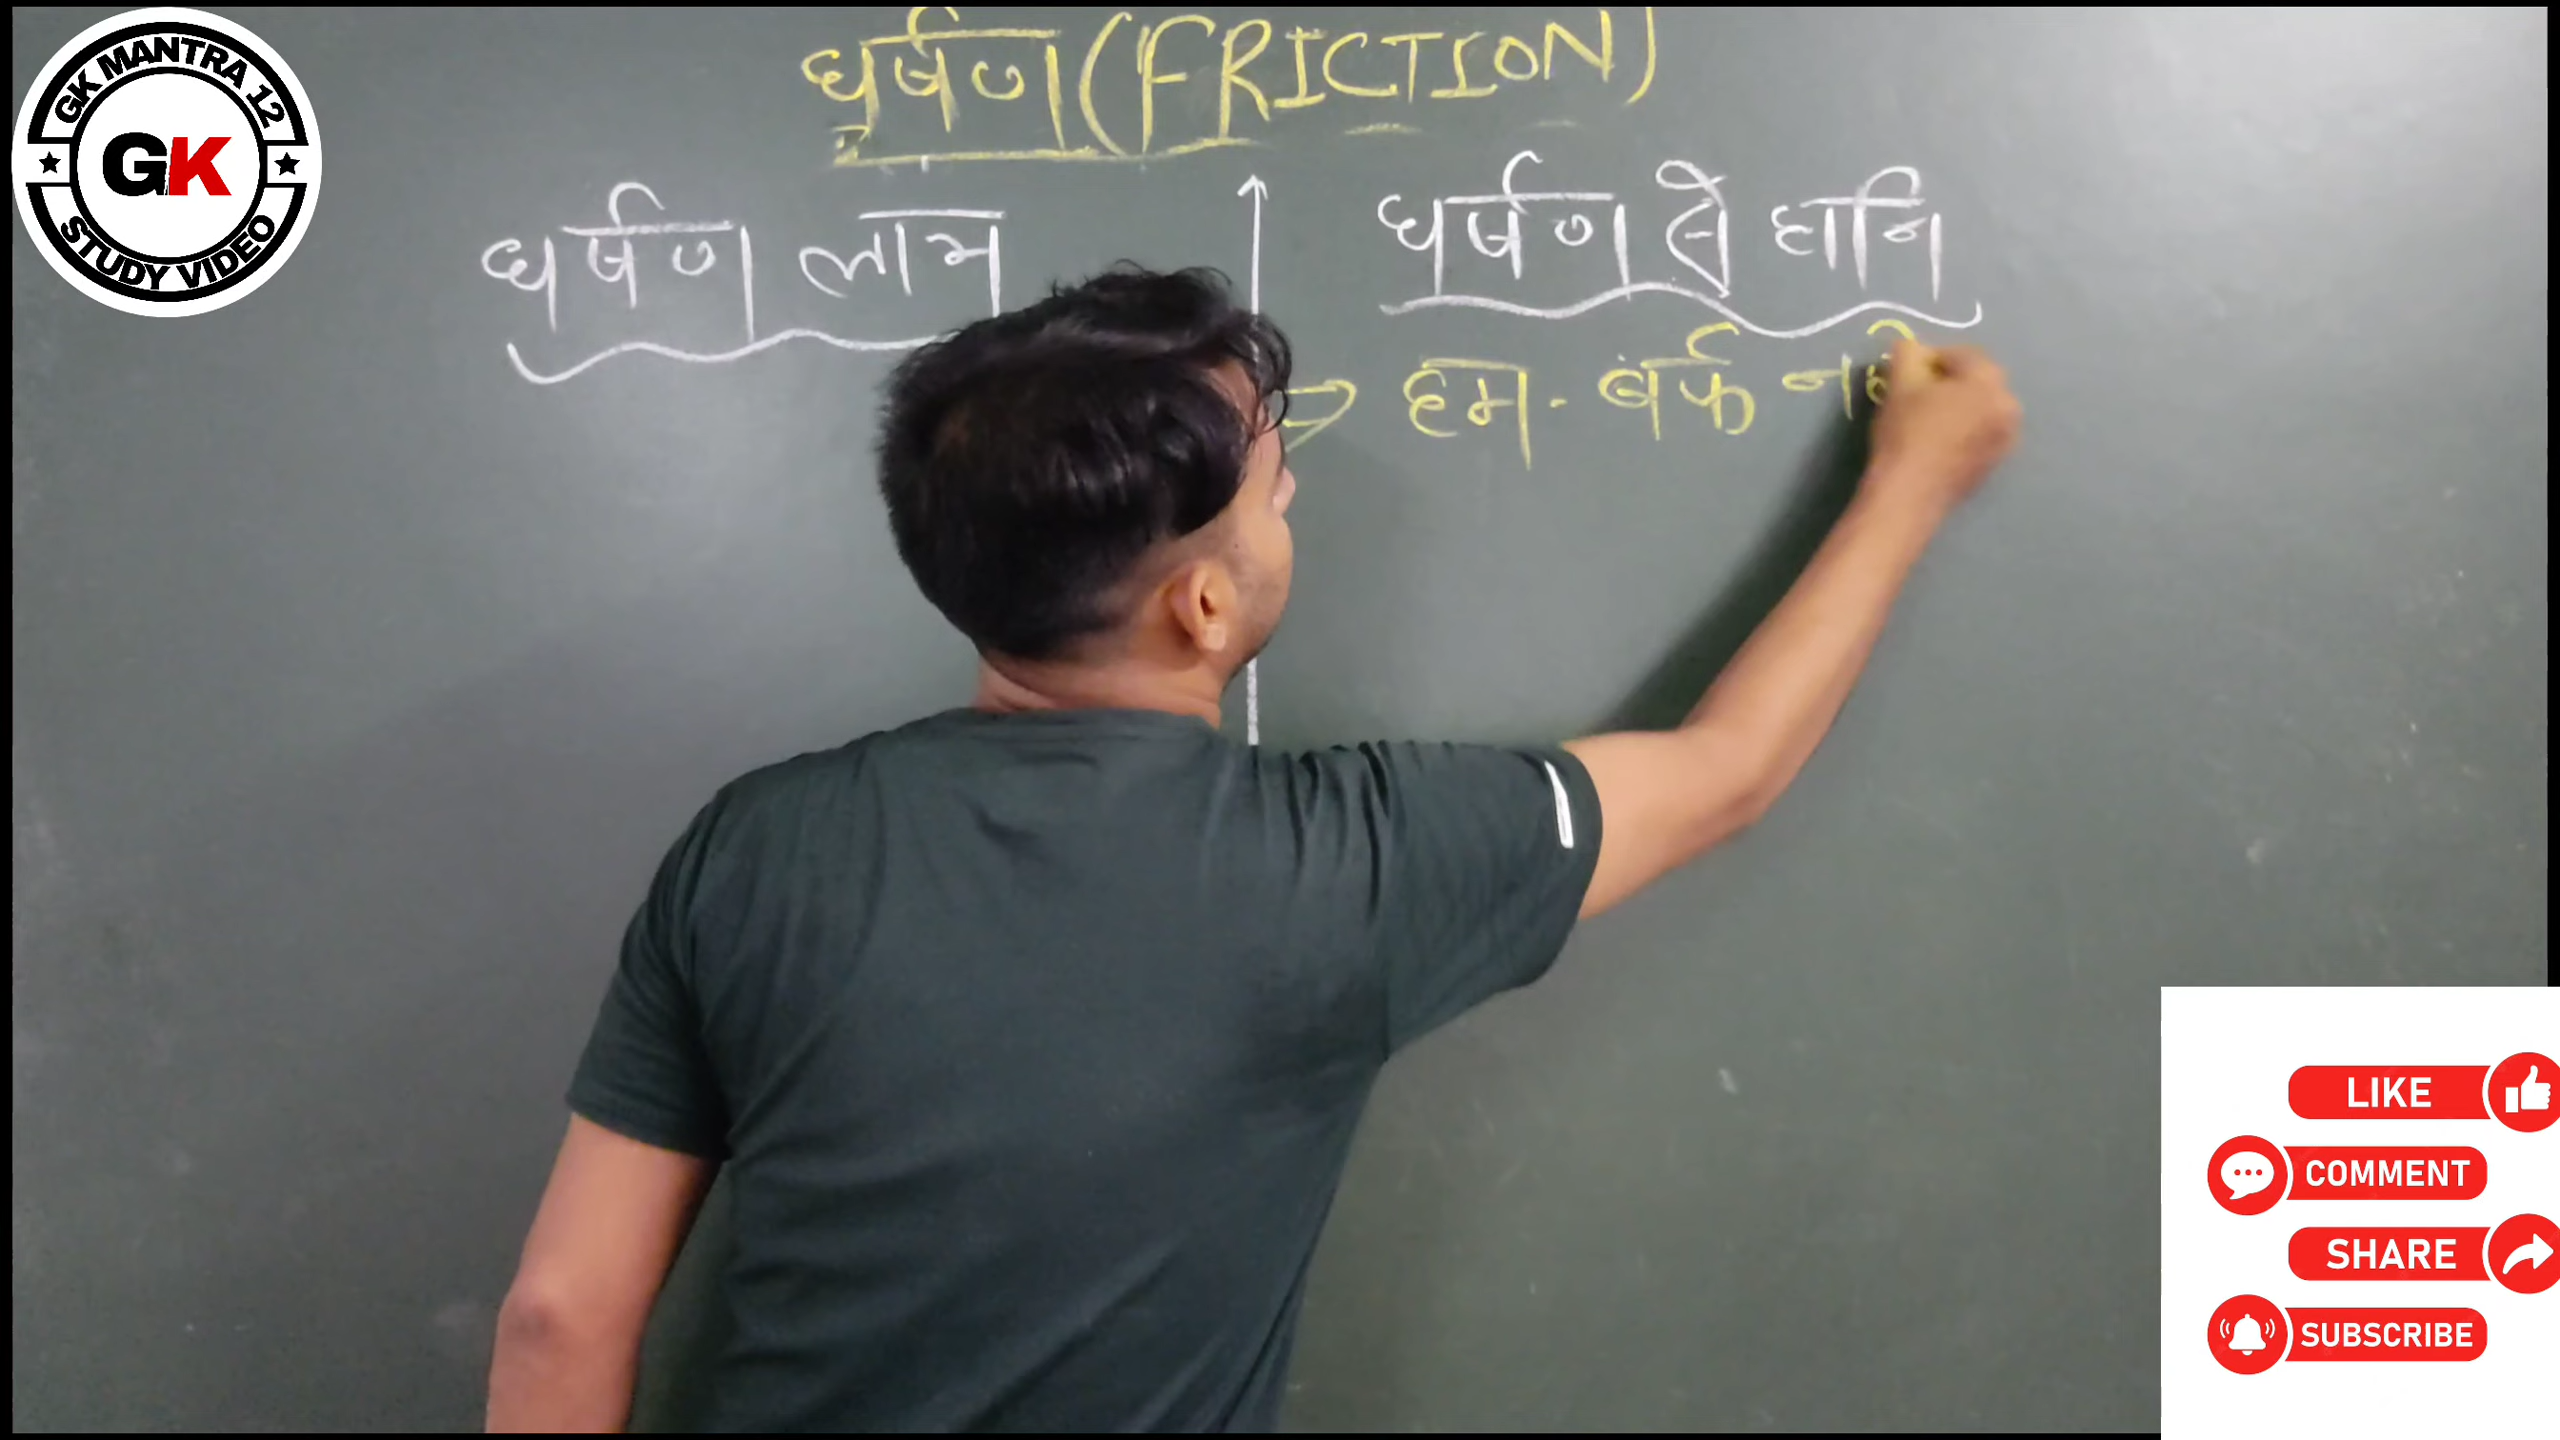 GK MANTRA 12
GK
STUDY VIDEO
घर्षण (FRICTION)
घर्षण लाभ
घर्षण से हानि
→ हम - बर्फ
LIKE
COMMENT
SHARE
SUBSCRIBE